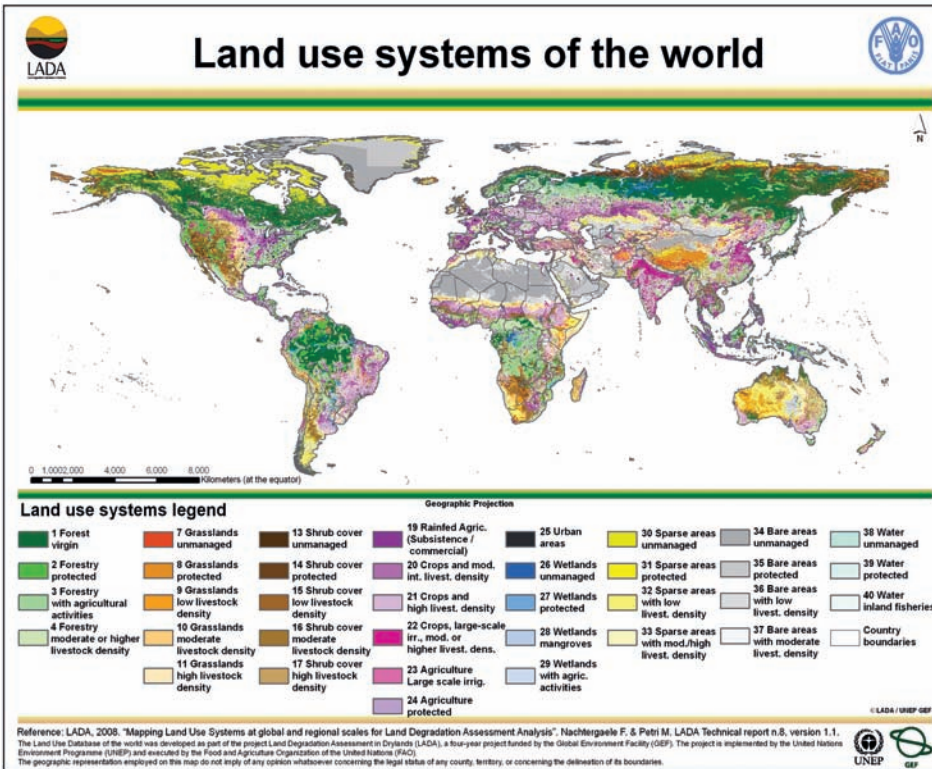 LADA
Land use systems of the world
FAO
FIAT PANIS
N
0 1,0002,000 4,000 6,000 8,000
Kilometers (at the equator)
Geographic Projection
Land use systems legend
1 Forest
virgin
2 Forestry
protected
3 Forestry
with agricultural
activities
4 Forestry
moderate or higher
livestock density
7 Grasslands
unmanaged
8 Grasslands
protected
9 Grasslands
low livestock
density
10 Grasslands
moderate
livestock density
11 Grasslands
high livestock
density
13 Shrub cover
unmanaged
14 Shrub cover
protected
15 Shrub cover
low livestock
density
16 Shrub cover
moderate
livestock density
17 Shrub cover
high livestock
density
19 Rainfed Agric.
(Subsistence /
commercial)
20 Crops and mod.
int. livest. density
21 Crops and
high livest. density
22 Crops, large-scale
irr., mod. or
higher livest. dens.
23 Agriculture
Large scale irrig.
24 Agriculture
protected
25 Urban
areas
26 Wetlands
unmanaged
27 Wetlands
protected
28 Wetlands
mangroves
29 Wetlands
with agric.
activities
30 Sparse areas
unmanaged
31 Sparse areas
protected
32 Sparse areas
with low
livest. density
33 Sparse areas
with mod./high
livest. density
34 Bare areas
unmanaged
35 Bare areas
protected
36 Bare areas
with low
livest. density
37 Bare areas
with moderate
livest. density
38 Water
unmanaged
39 Water
protected
40 Water
inland fisheries
Country
boundaries
© LADA / UNEP GEF
Reference: LADA, 2008. "Mapping Land Use Systems at global and regional scales for Land Degradation Assessment Analysis". Nachtergaele F. & Petri M. LADA Technical report n.8, version 1.1.
The Land Use Database of the world was developed as part of the project Land Degradation Assessment in Drylands (LADA), a four-year project funded by the Global Environment Facility (GEF). The project is implemented by the United Nations
Environment Programme (UNEP) and executed by the Food and Agriculture Organization of the United Nations (FAO).
The geographic representation employed on this map do not imply of any opinion whatsoever concerning the legal status of any county, territory, or concerning the delineation of its boundaries.
UNEP
GEF